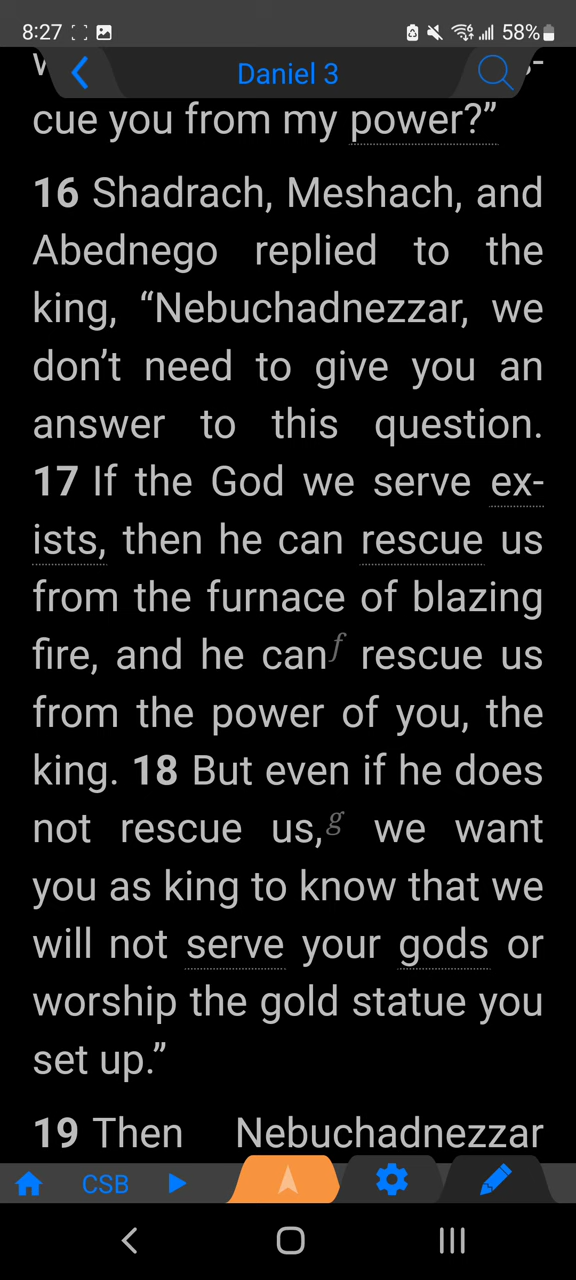 8:27
58%
Daniel 3
cue you from my power?”
16 Shadrach, Meshach, and
Abednego replied to the
king, “Nebuchadnezzar, we
don’t need to give you an
answer to this question.
17 If the God we serve ex-
ists, then he can rescue us
from the furnace of blazing
fire, and he can f rescue us
from the power of you, the
king. 18 But even if he does
not rescue us, g we want
you as king to know that we
will not serve your gods or
worship the gold statue you
set up.”
19 Then Nebuchadnezzar
CSB